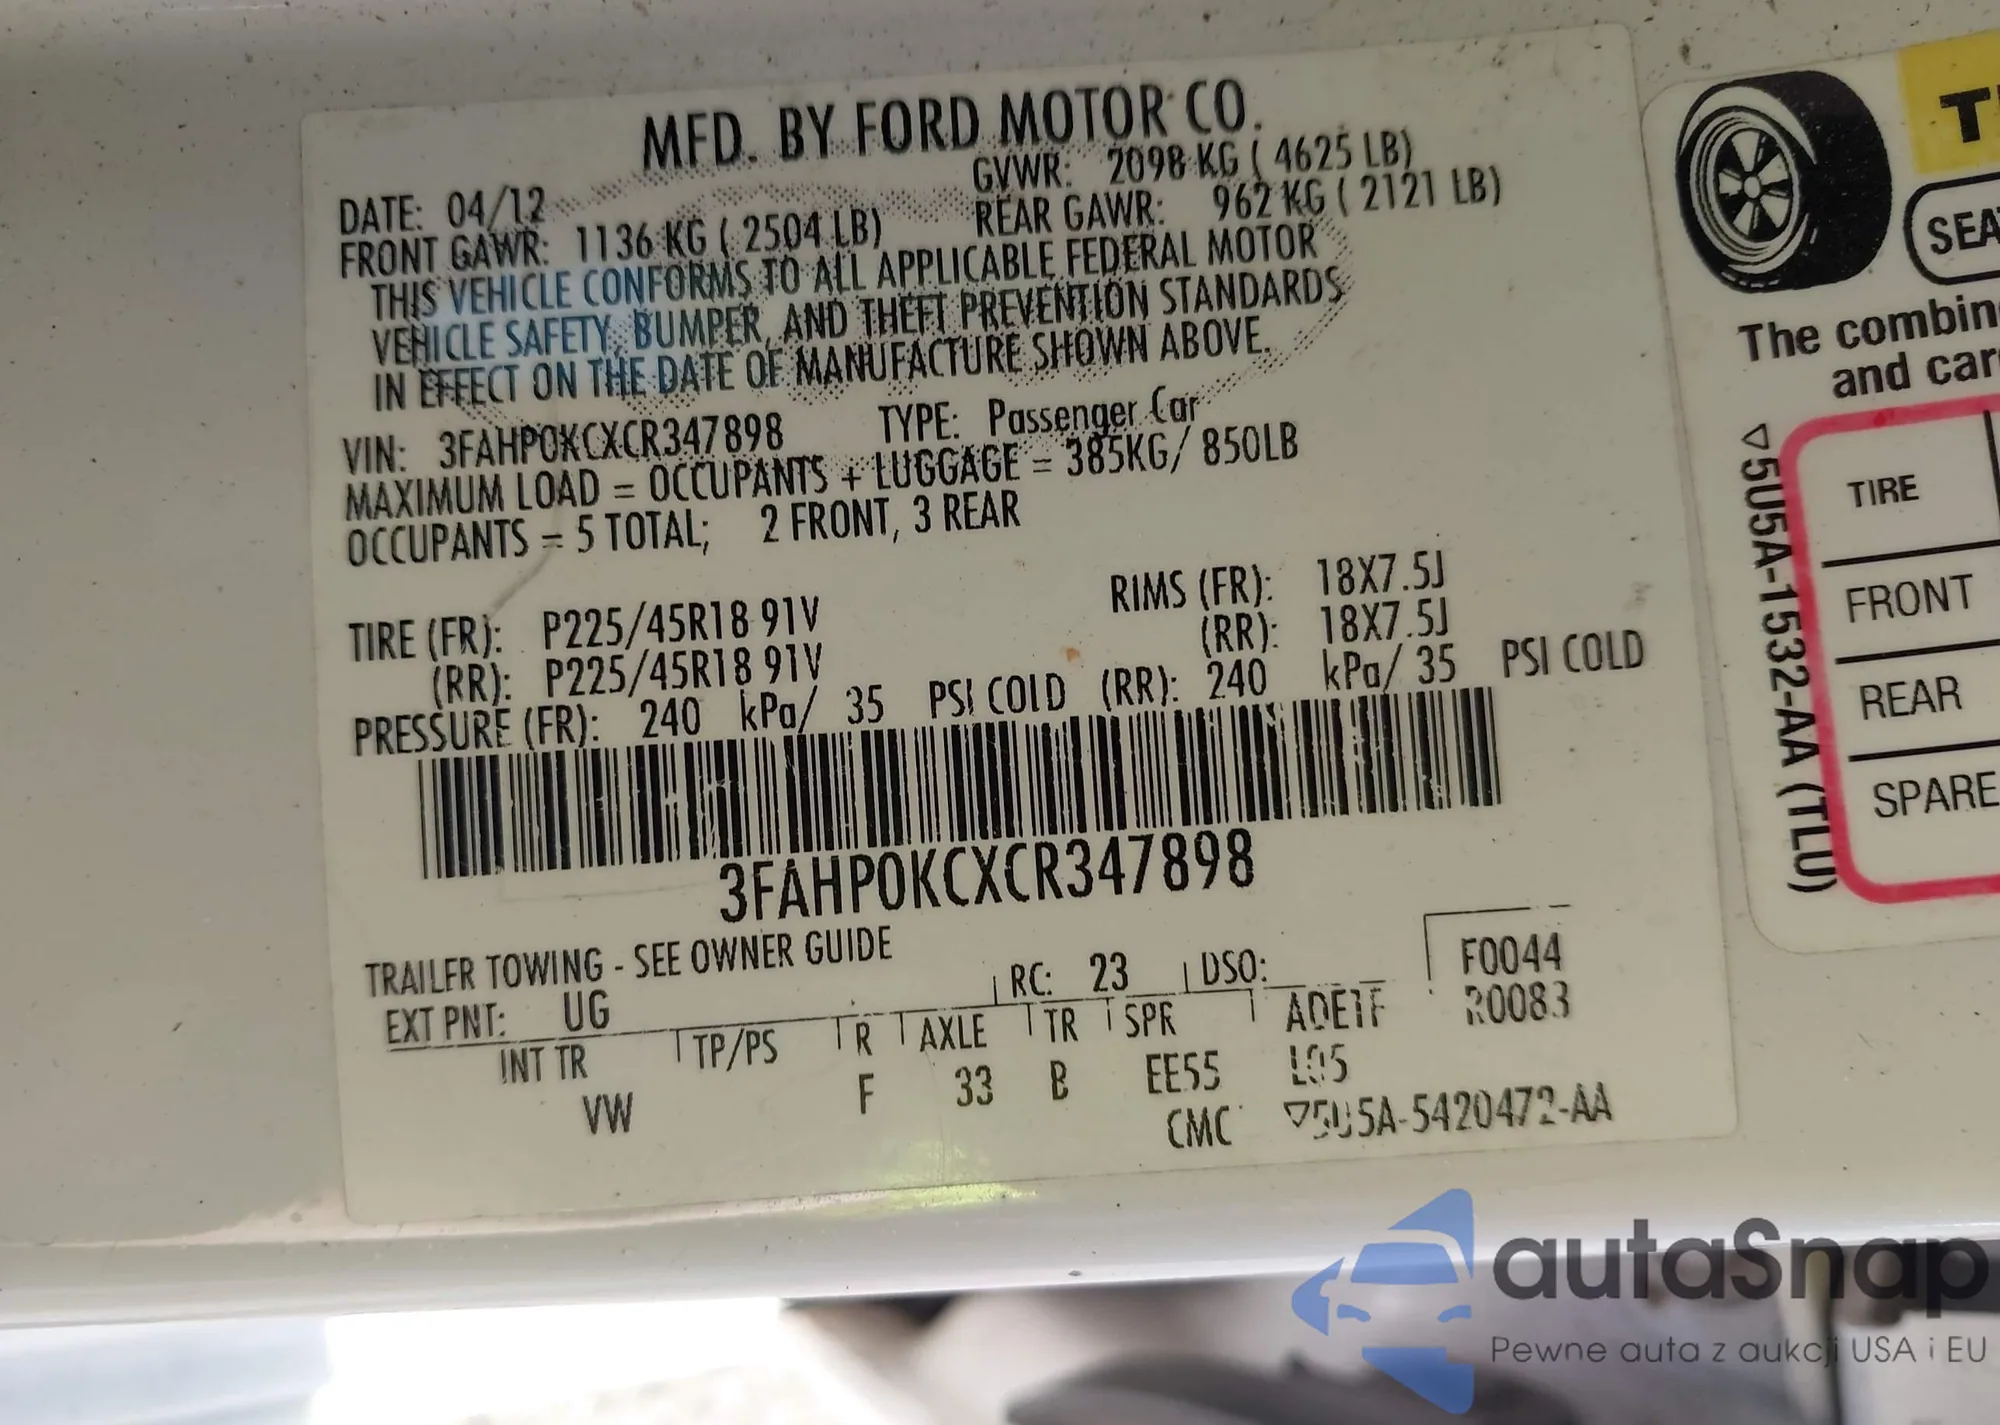 MFD. BY FORD MOTOR CO.
DATE: 04/12 GVWR: 2098 KG ( 4625 LB)
FRONT GAWR: 1136 KG ( 2504 LB) REAR GAWR: 962 KG ( 2121 LB)
THIS VEHICLE CONFORMS TO ALL APPLICABLE FEDERAL MOTOR
VEHICLE SAFETY, BUMPER, AND THEFT PREVENTION STANDARDS
IN EFFECT ON THE DATE OF MANUFACTURE SHOWN ABOVE.
VIN: 3FAHP0KCXCR347898 TYPE: Passenger Car
MAXIMUM LOAD = OCCUPANTS + LUGGAGE = 385KG/ 850LB
OCCUPANTS = 5 TOTAL; 2 FRONT, 3 REAR
TIRE (FR): P225/45R18 91V RIMS (FR): 18X7.5J
(RR): P225/45R18 91V (RR): 18X7.5J
PRESSURE (FR): 240 kPa/ 35 PSI COLD (RR): 240 kPa/ 35 PSI COLD
3FAHP0KCXCR347898
TRAILER TOWING - SEE OWNER GUIDE
EXT PNT: UG RC: 23 DSO: F0044
INT TR TP/PS R AXLE TR SPR ADE1F R0083
VW F 33 B EE55 L05
CMC ▽5U5A-5420472-AA
SEA
The combin
and car
▽5U5A-1532-AA (TLU)
TIRE
FRONT
REAR
SPARE
autaSnap
Pewne auta z aukcji USA i EU